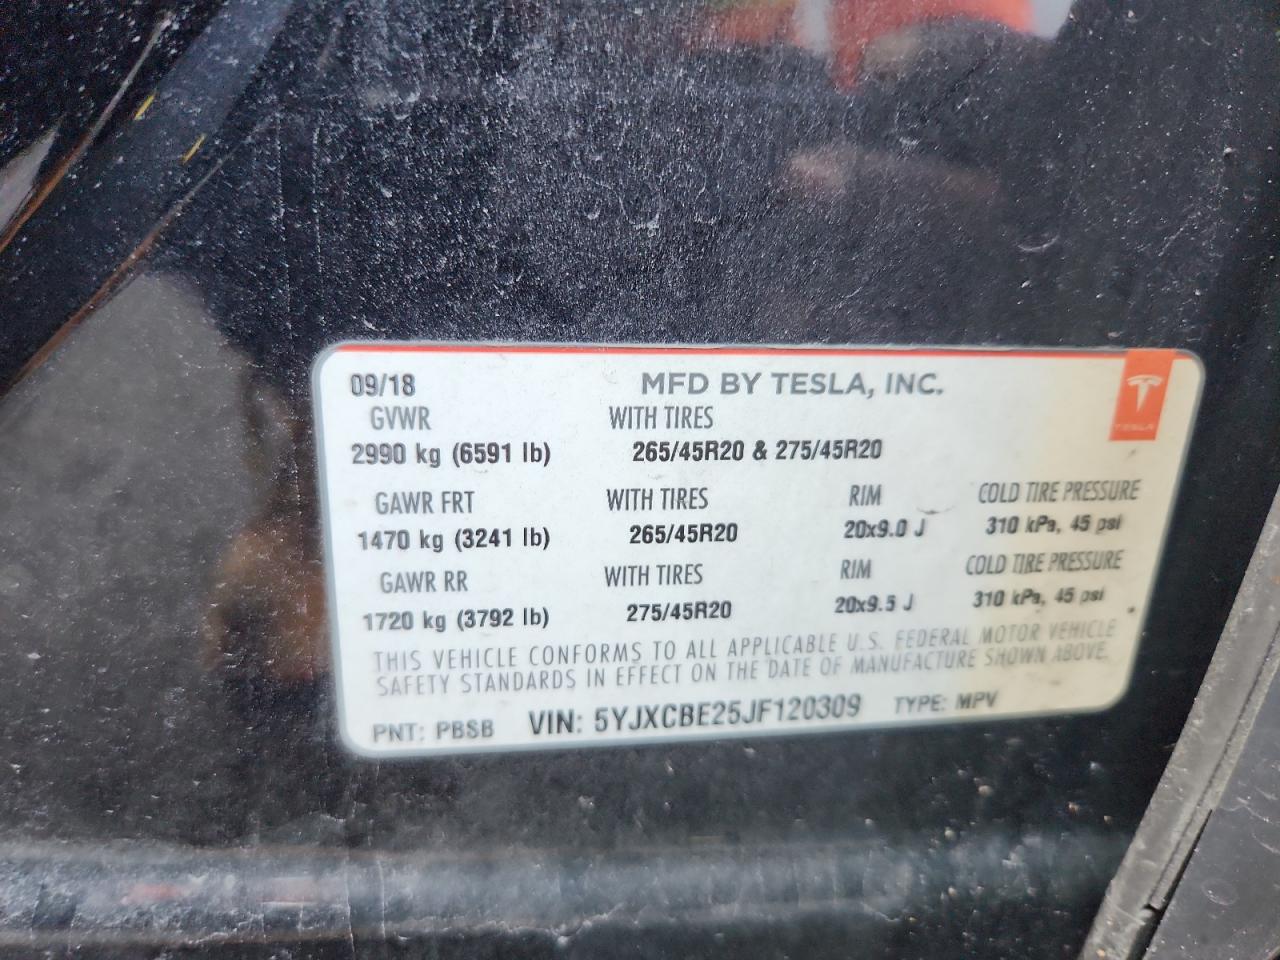 09/18 MFD BY TESLA, INC.
GVWR WITH TIRES
2990 kg (6591 lb) 265/45R20 & 275/45R20
GAWR FRT WITH TIRES RIM COLD TIRE PRESSURE
1470 kg (3241 lb) 265/45R20 20x9.0 J 310 kPa, 45 psi
GAWR RR WITH TIRES RIM COLD TIRE PRESSURE
1720 kg (3792 lb) 275/45R20 20x9.5 J 310 kPa, 45 psi
THIS VEHICLE CONFORMS TO ALL APPLICABLE U.S. FEDERAL MOTOR VEHICLE
SAFETY STANDARDS IN EFFECT ON THE DATE OF MANUFACTURE SHOWN ABOVE.
PNT: PBSB VIN: 5YJXCBE25JF120309 TYPE: MPV
TESLA